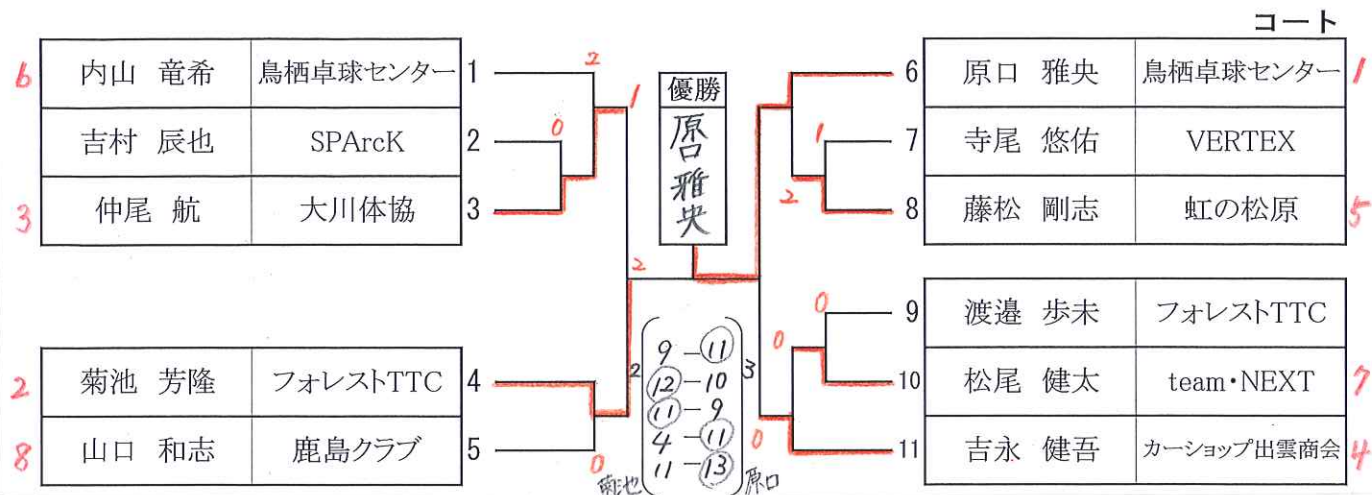 コート
6 内山 竜希 鳥栖卓球センター 1 2
吉村 辰也 SPArcK 2 0
3 仲尾 航 大川体協 3 1
2 菊池 芳隆 フォレストTTC 4 2
8 山口 和志 鹿島クラブ 5 0
優勝
原口雅央
2 3
9-11
12-10
11-9
4-11
11-13
菊池 原口
6 原口 雅央 鳥栖卓球センター 1
1 7 寺尾 悠佑 VERTEX
2 8 藤松 剛志 虹の松原 5
0 9 渡邉 歩未 フォレストTTC
0 10 松尾 健太 team・NEXT 7
0 11 吉永 健吾 カーショップ出雲商会 4